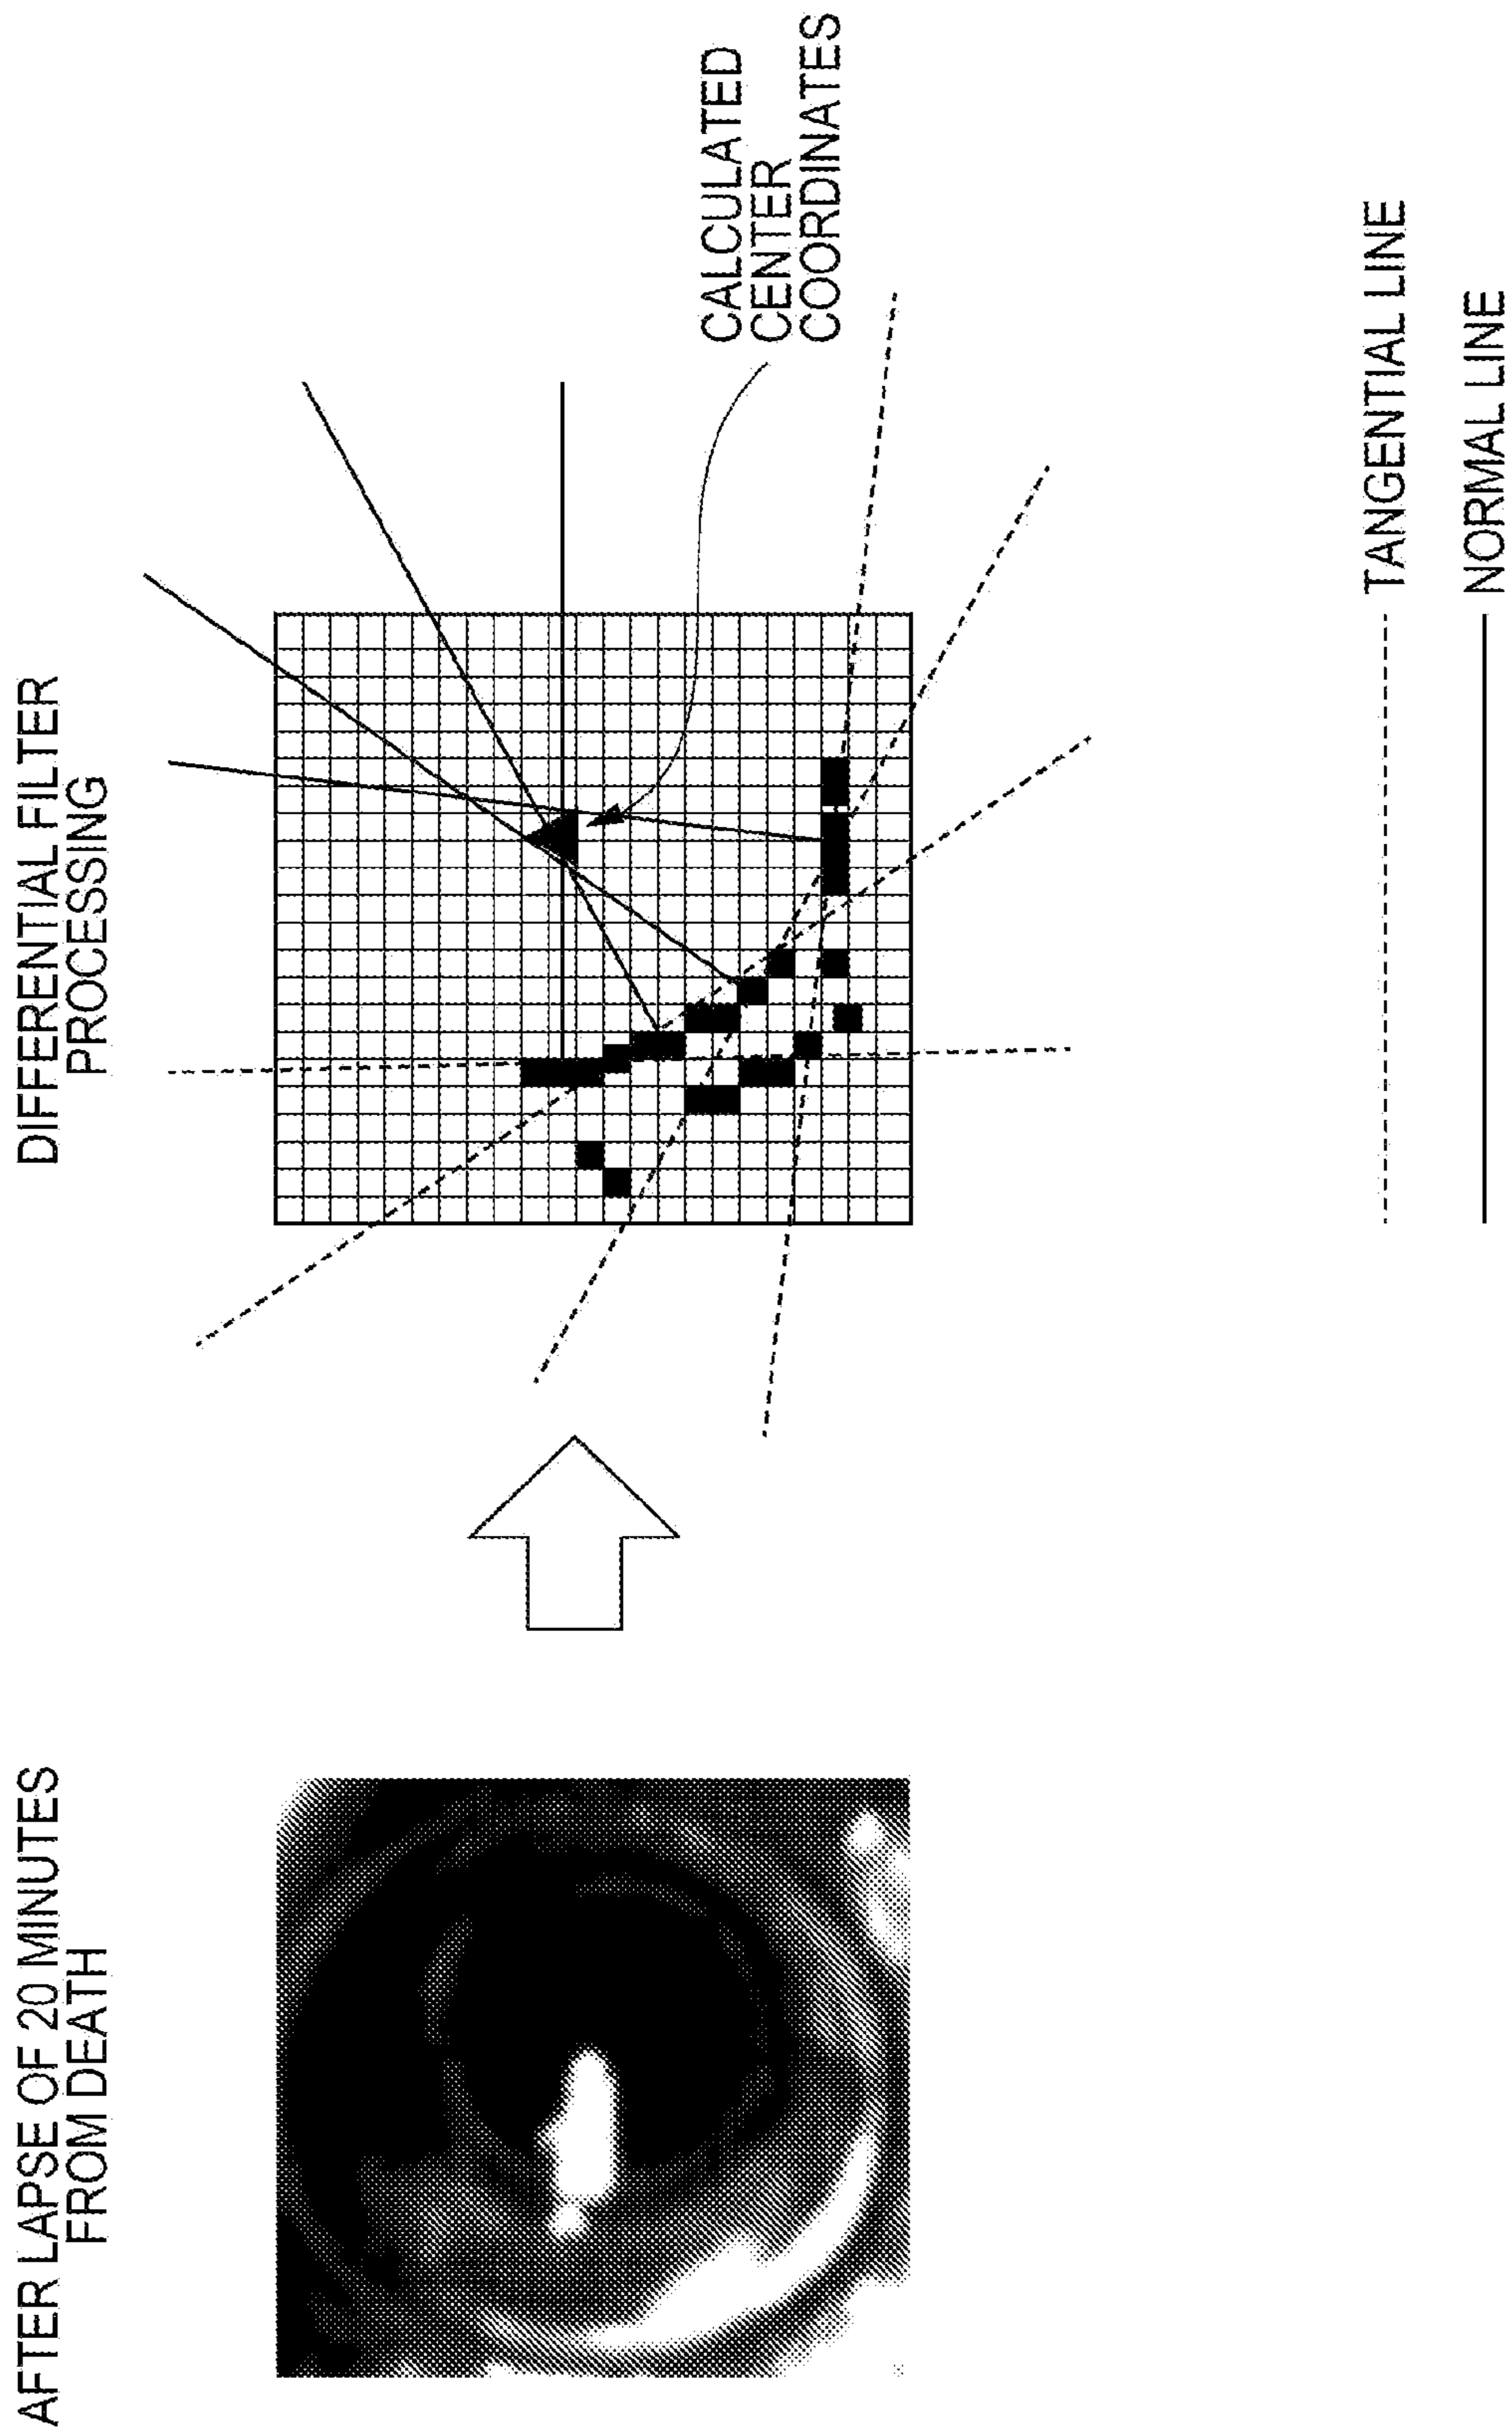 AFTER LAPSE OF 20 MINUTES
FROM DEATH
DIFFERENTIAL FILTER
PROCESSING
CALCULATED
CENTER
COORDINATES
TANGENTIAL LINE
NORMAL LINE